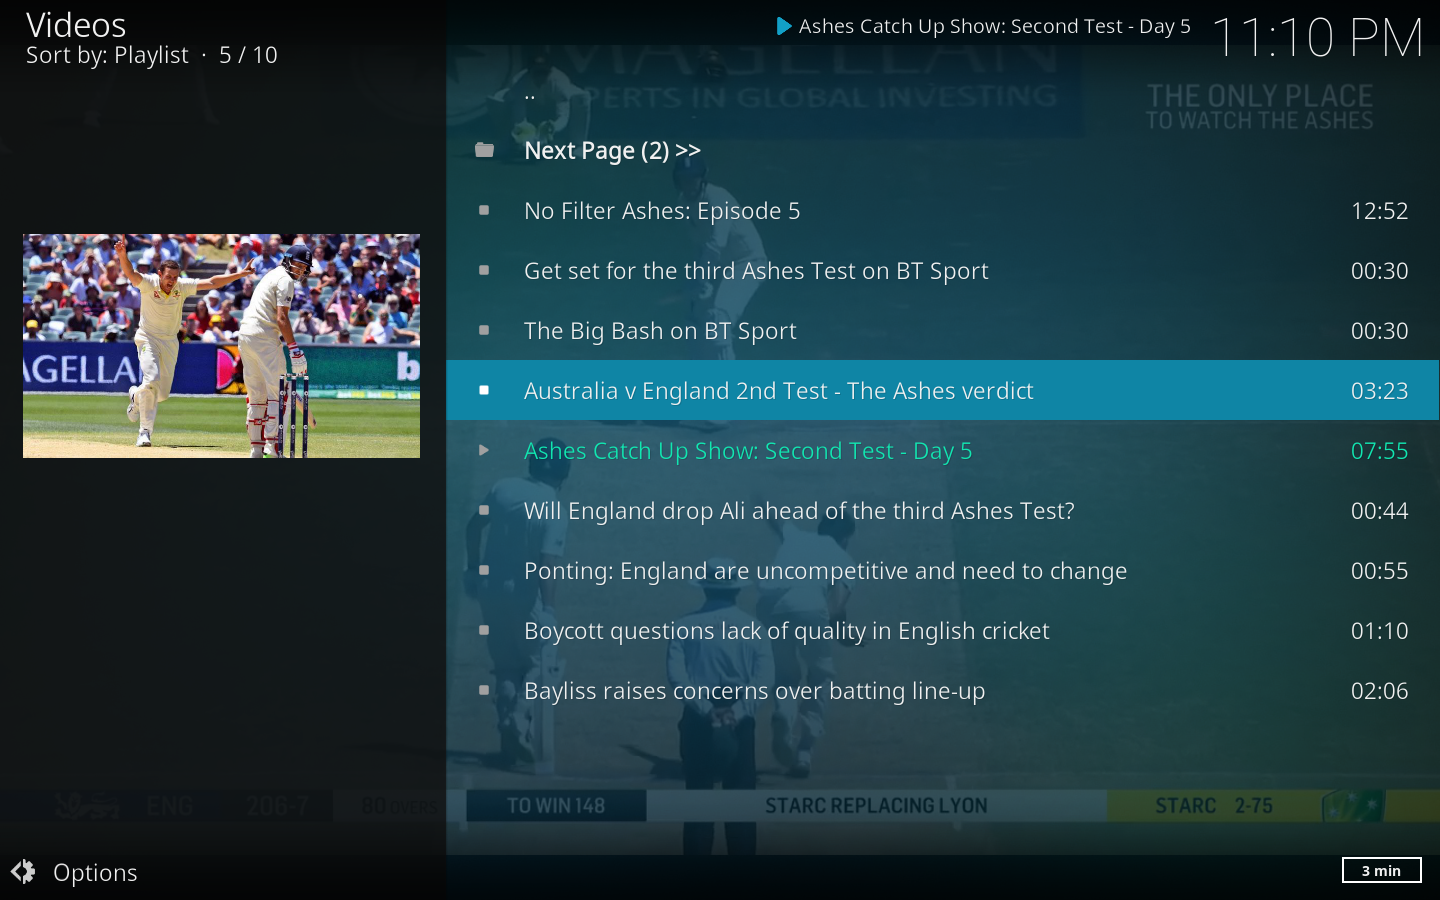 Videos
Sort by: Playlist · 5 / 10
Ashes Catch Up Show: Second Test - Day 5
11:10 PM
MAGELLAN
PERTS IN GLOBAL INVESTING
THE ONLY PLACE
TO WATCH THE ASHES
..
Next Page (2) >>
No Filter Ashes: Episode 5 12:52
Get set for the third Ashes Test on BT Sport 00:30
The Big Bash on BT Sport 00:30
Australia v England 2nd Test - The Ashes verdict 03:23
Ashes Catch Up Show: Second Test - Day 5 07:55
Will England drop Ali ahead of the third Ashes Test? 00:44
Ponting: England are uncompetitive and need to change 00:55
Boycott questions lack of quality in English cricket 01:10
Bayliss raises concerns over batting line-up 02:06
AGELLA b
ENG 206-7 80 OVERS TO WIN 148 STARC REPLACING LYON STARC 2-75
Options
3 min